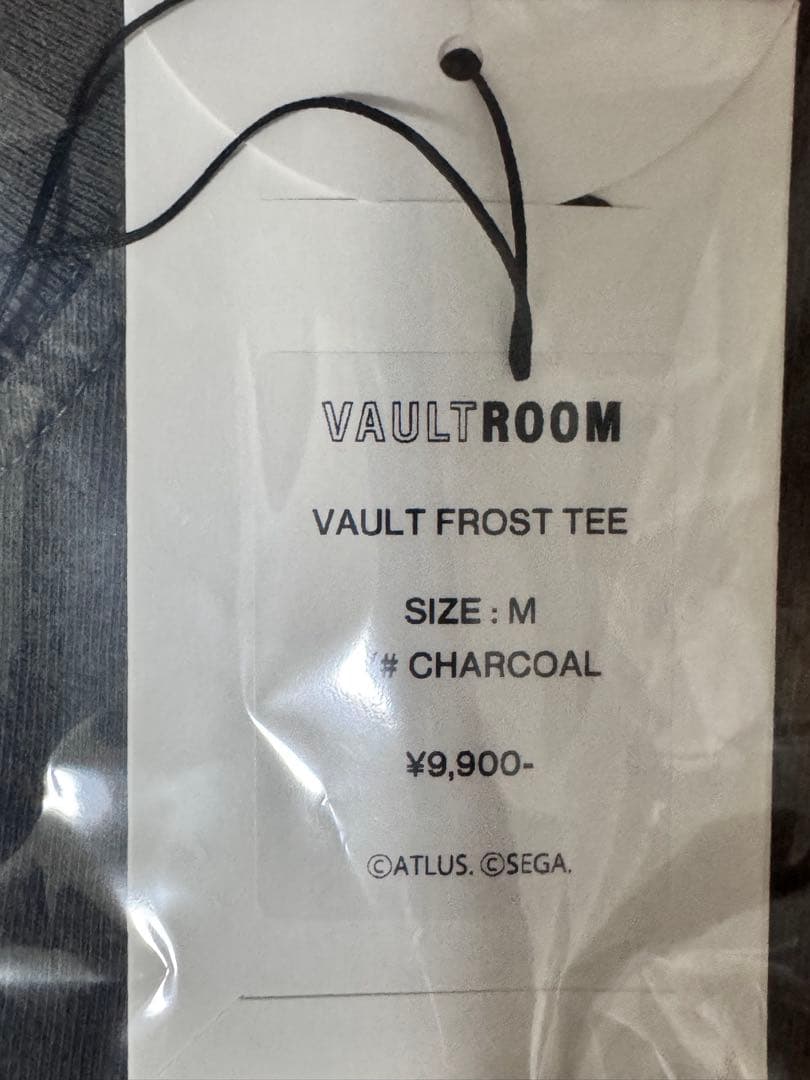 VAULTROOM
VAULT FROST TEE
SIZE : M
# CHARCOAL
¥9,900-
©ATLUS. ©SEGA.